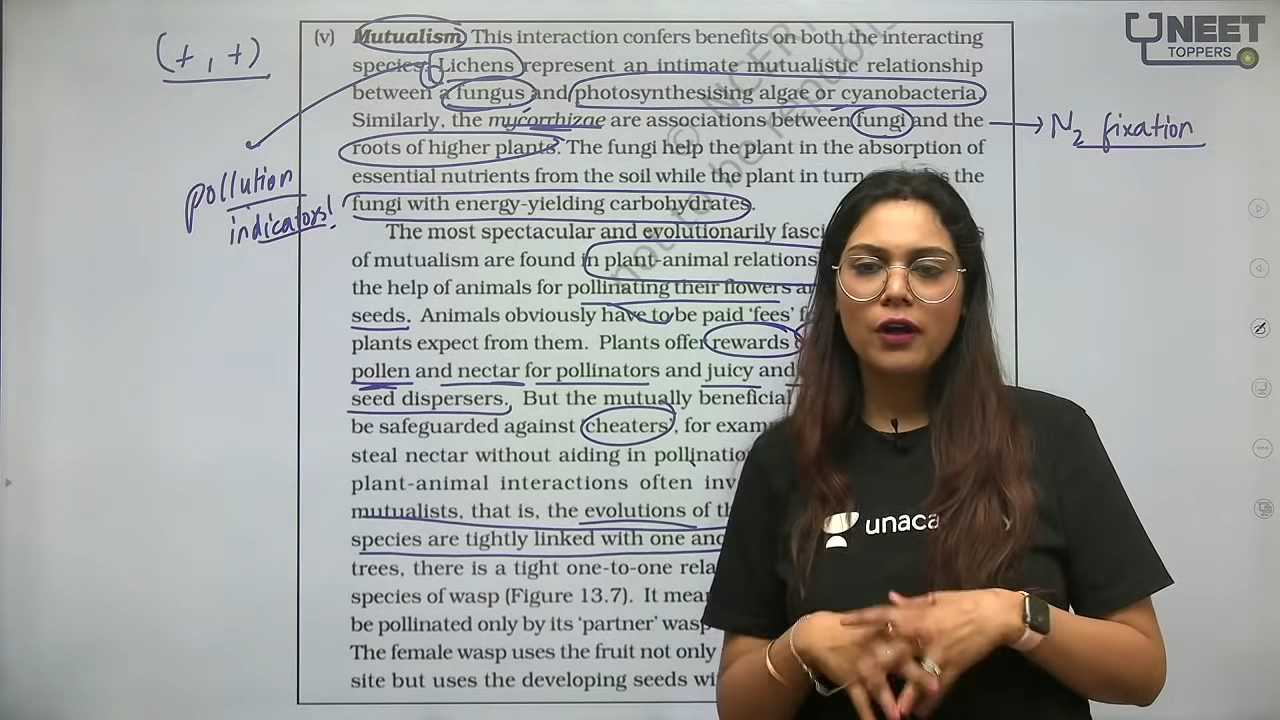 (+, +)
UNEET
TOPPERS
(v) Mutualism: This interaction confers benefits on both the interacting
species. Lichens represent an intimate mutualistic relationship
between a fungus and photosynthesising algae or cyanobacteria.
Similarly, the mycorrhizae are associations between fungi and the
→ N2 fixation
roots of higher plants. The fungi help the plant in the absorption of
essential nutrients from the soil while the plant in turn the
fungi with energy-yielding carbohydrates.
pollution
indicators!
The most spectacular and evolutionarily fasci
of mutualism are found in plant-animal relations
the help of animals for pollinating their flowers a
seeds. Animals obviously have to be paid ‘fees’ f
plants expect from them. Plants offer rewards
pollen and nectar for pollinators and juicy and
seed dispersers. But the mutually beneficial
be safeguarded against ‘cheaters’, for exam
steal nectar without aiding in pollinatio
plant-animal interactions often inv
mutualists, that is, the evolutions of th
species are tightly linked with one ano
trees, there is a tight one-to-one rela
species of wasp (Figure 13.7). It mea
be pollinated only by its ‘partner’ wasp
The female wasp uses the fruit not only
site but uses the developing seeds wi
© NCERT
not to be republi
unaca